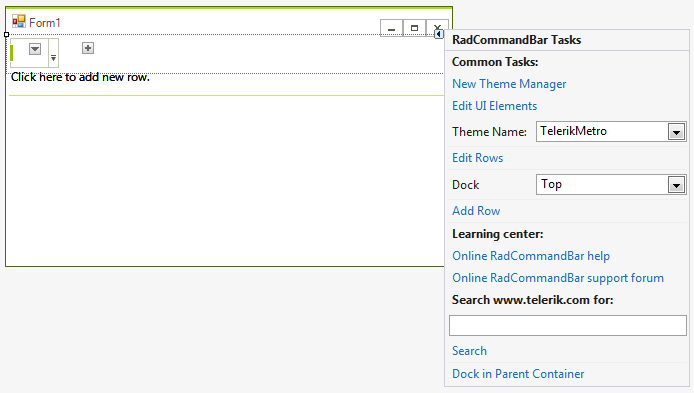 Form1
Click here to add new row.
RadCommandBar Tasks
Common Tasks:
New Theme Manager
Edit UI Elements
Theme Name: TelerikMetro
Edit Rows
Dock Top
Add Row
Learning center:
Online RadCommandBar help
Online RadCommandBar support forum
Search www.telerik.com for:
Search
Dock in Parent Container